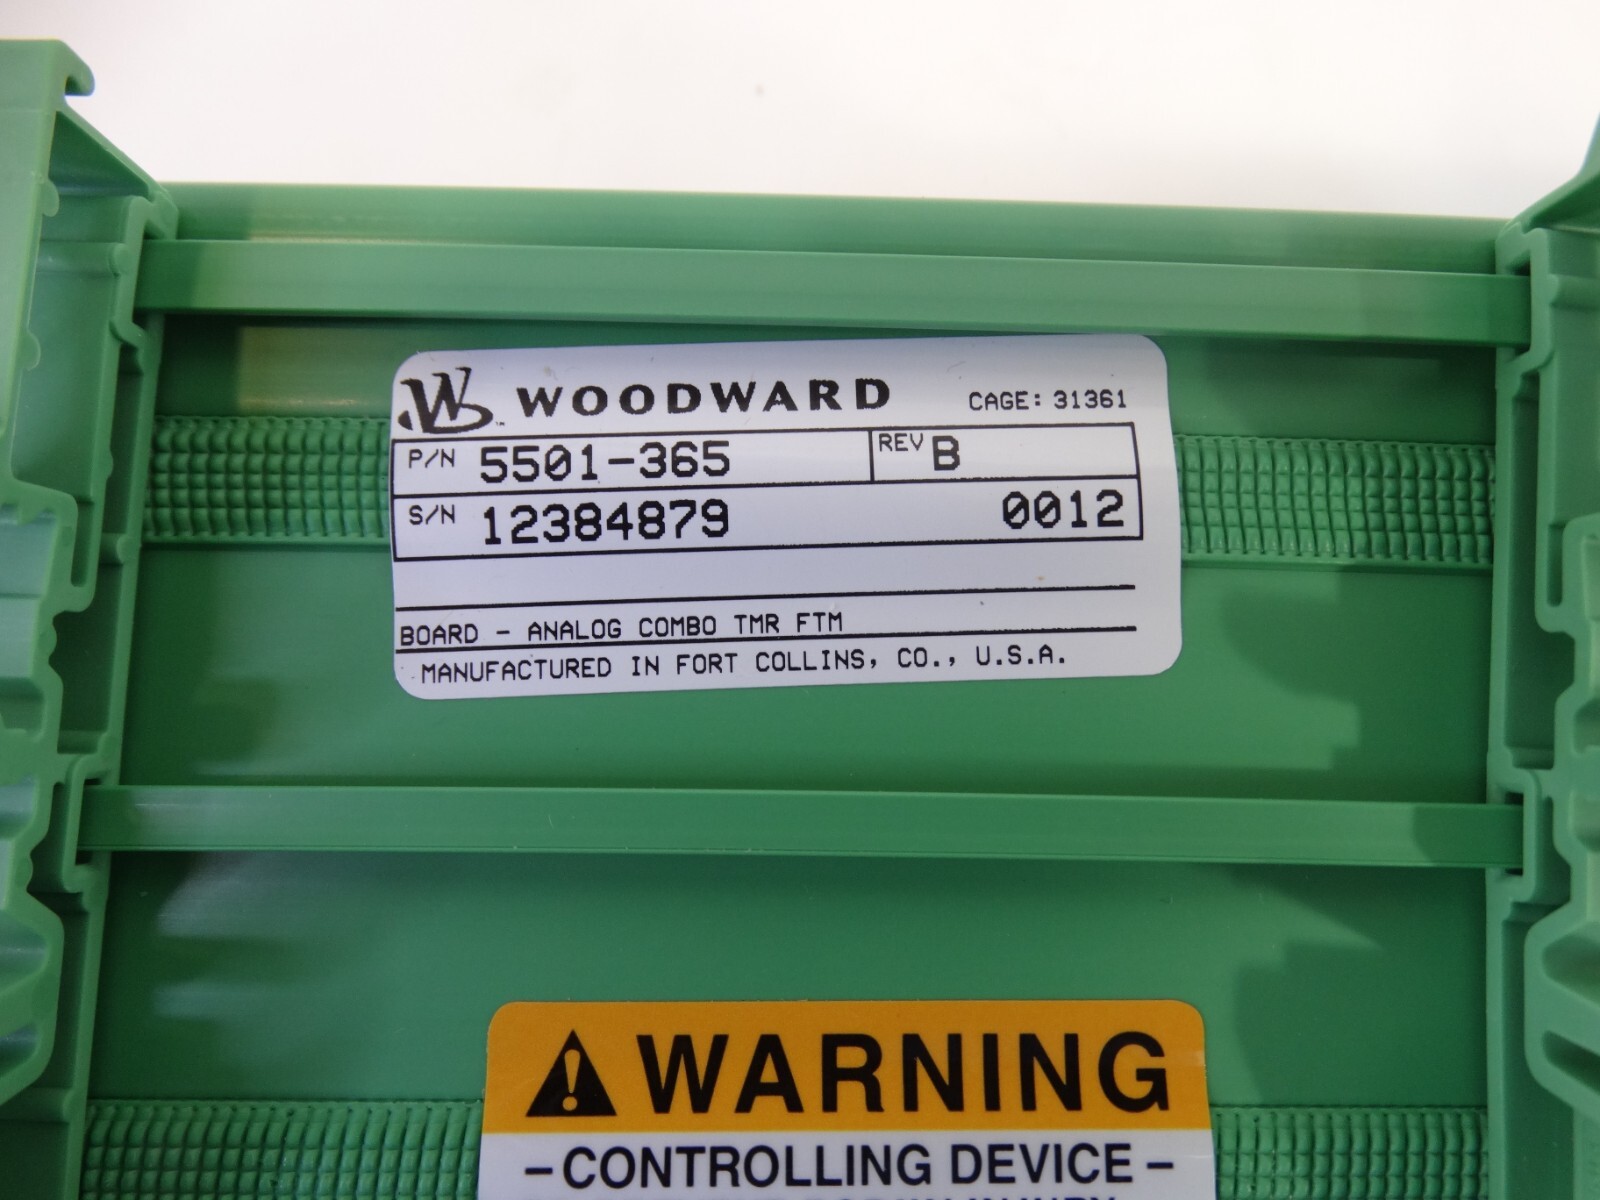 WOODWARD CAGE: 31361
P/N 5501-365 REV B
S/N 12384879 0012
BOARD - ANALOG COMBO TMR FTM
MANUFACTURED IN FORT COLLINS, CO., U.S.A.
WARNING
-CONTROLLING DEVICE-